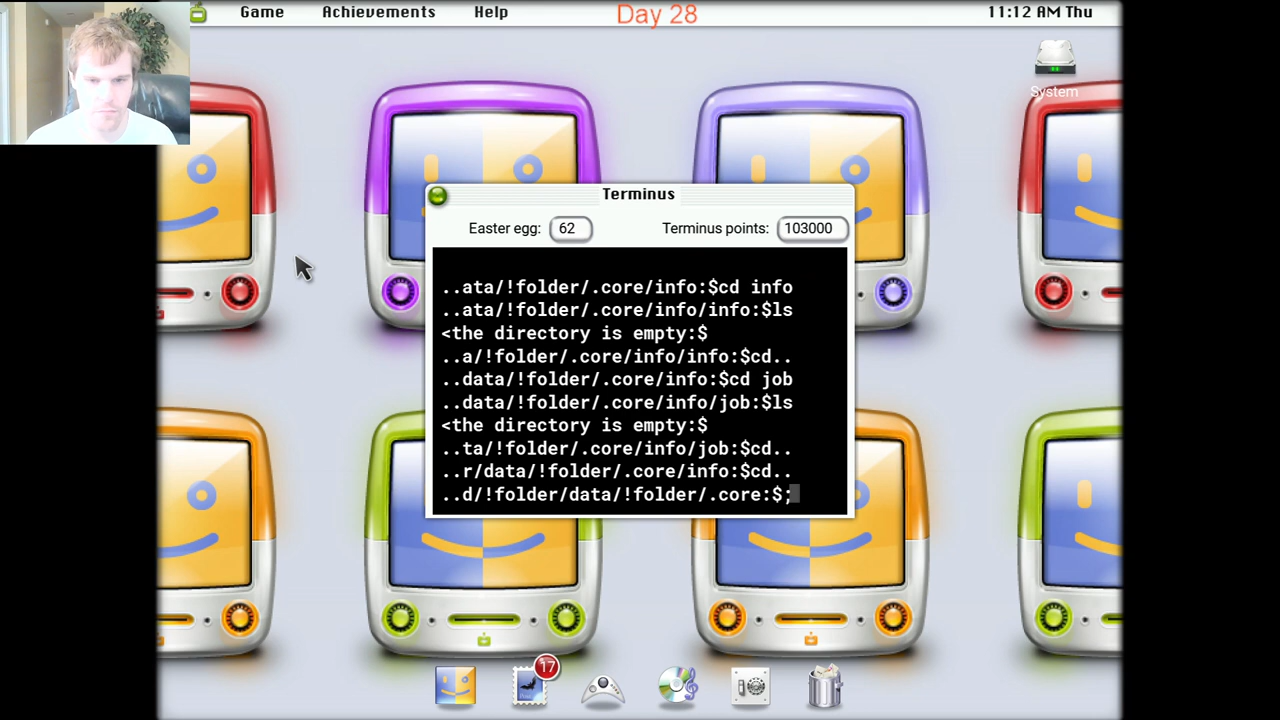 Game Achievements Help Day 28 11:12 AM Thu
System
Terminus
Easter egg: 62 Terminus points: 103000
..ata/!folder/.core/info:$cd info
..ata/!folder/.core/info/info:$ls
<the directory is empty:$
..a/!folder/.core/info/info:$cd..
..data/!folder/.core/info:$cd job
..data/!folder/.core/info/job:$ls
<the directory is empty:$
..ta/!folder/.core/info/job:$cd..
..r/data/!folder/.core/info:$cd..
..d/!folder/data/!folder/.core:$;
17